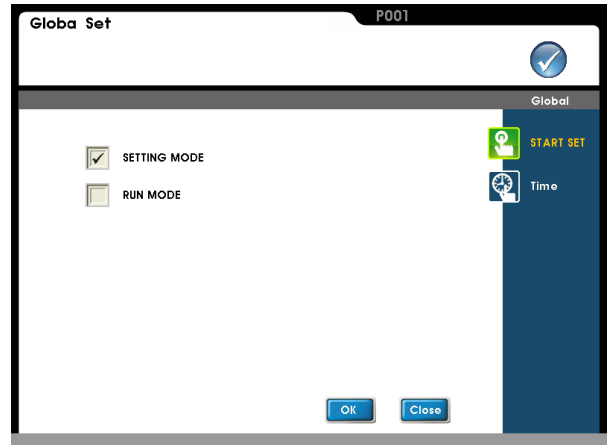 P001
Globa Set
Global
START SET
SETTING MODE
Time
RUN MODE
OK
Close